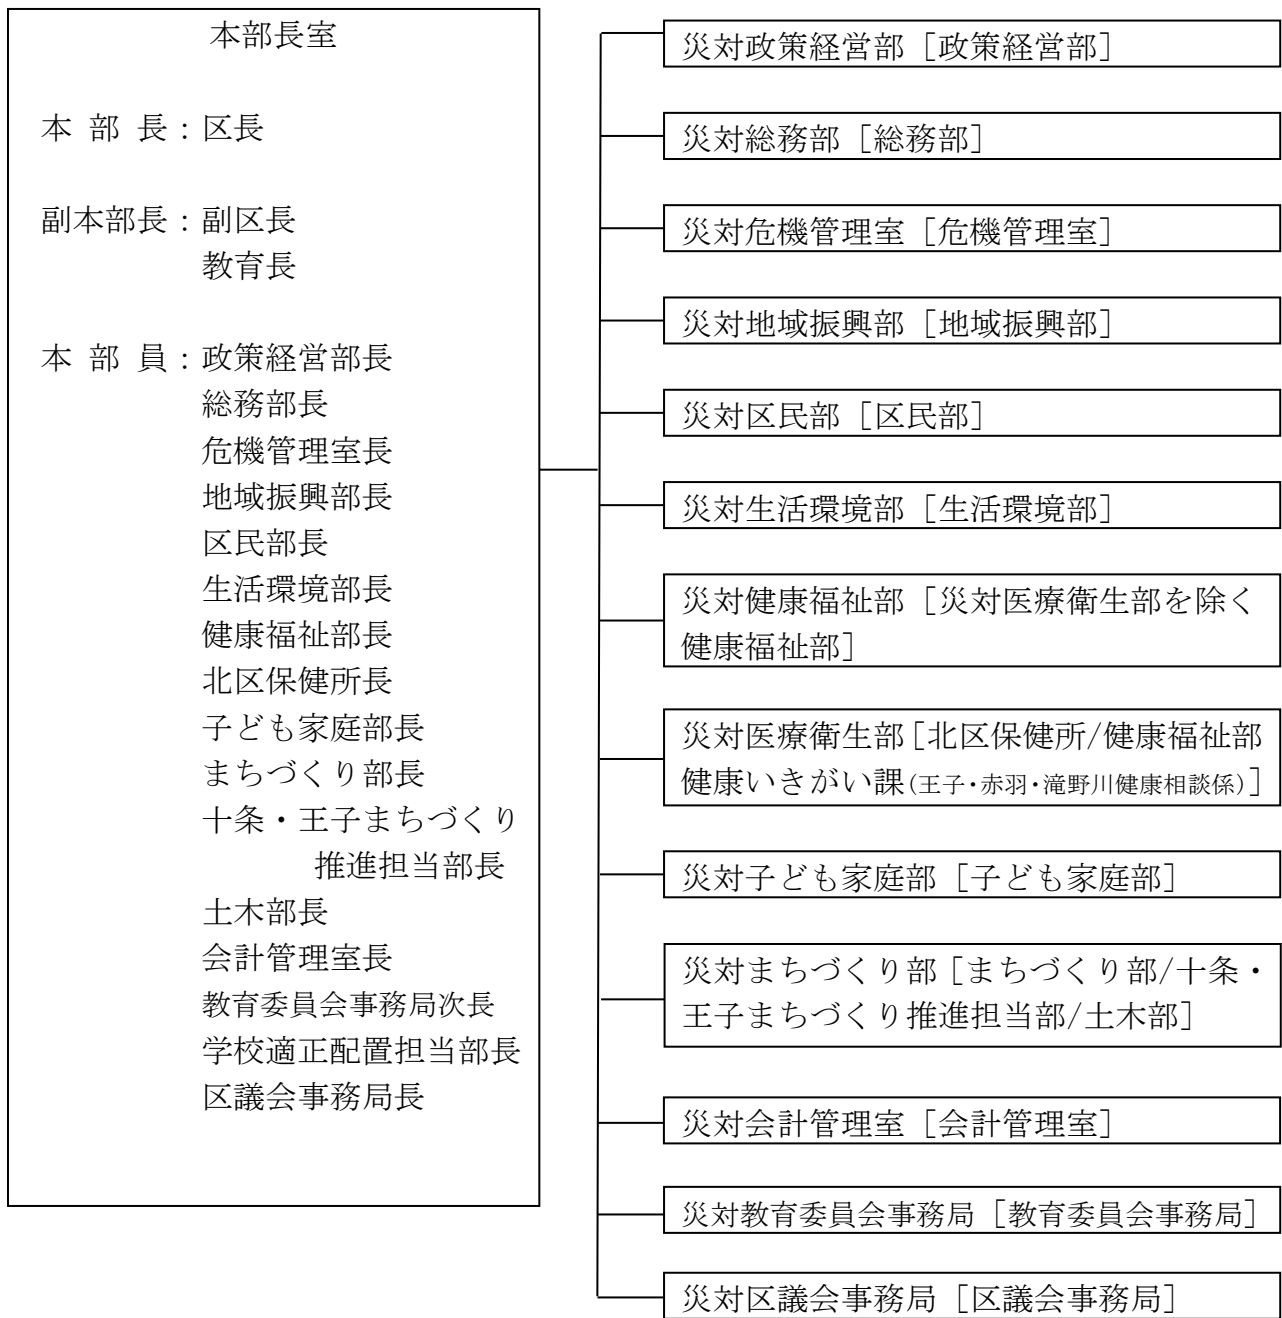 本部長室
本 部 長：区長
副本部長：副区長
教育長
本 部 員：政策経営部長
総務部長
危機管理室長
地域振興部長
区民部長
生活環境部長
健康福祉部長
北区保健所長
子ども家庭部長
まちづくり部長
十条・王子まちづくり
推進担当部長
土木部長
会計管理室長
教育委員会事務局次長
学校適正配置担当部長
区議会事務局長
災対政策経営部［政策経営部］
災対総務部［総務部］
災対危機管理室［危機管理室］
災対地域振興部［地域振興部］
災対区民部［区民部］
災対生活環境部［生活環境部］
災対健康福祉部［災対医療衛生部を除く
健康福祉部］
災対医療衛生部［北区保健所/健康福祉部
健康いきがい課(王子・赤羽・滝野川健康相談係)］
災対子ども家庭部［子ども家庭部］
災対まちづくり部［まちづくり部/十条・
王子まちづくり推進担当部/土木部］
災対会計管理室［会計管理室］
災対教育委員会事務局［教育委員会事務局］
災対区議会事務局［区議会事務局］